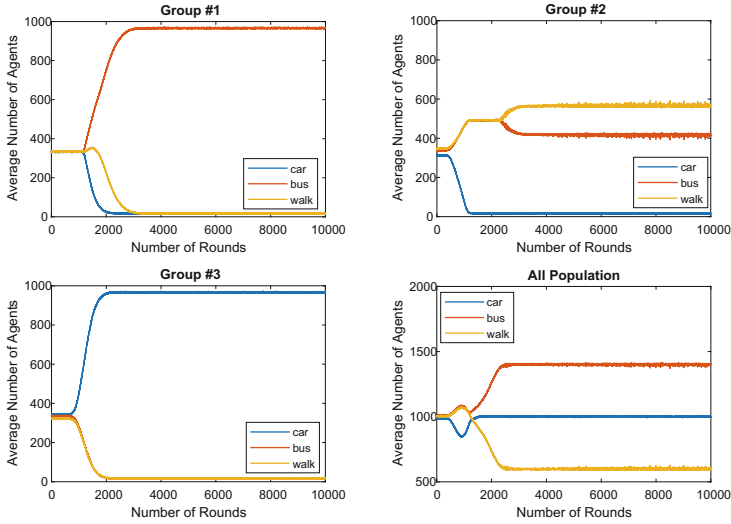 Group #1
Average Number of Agents
1000
800
600
400
200
0
car
bus
walk
0 2000 4000 6000 8000 10000
Number of Rounds
Group #2
Average Number of Agents
1000
800
600
400
200
0
car
bus
walk
0 2000 4000 6000 8000 10000
Number of Rounds
Group #3
Average Number of Agents
1000
800
600
400
200
0
car
bus
walk
0 2000 4000 6000 8000 10000
Number of Rounds
All Population
Average Number of Agents
2000
1500
1000
500
car
bus
walk
0 2000 4000 6000 8000 10000
Number of Rounds